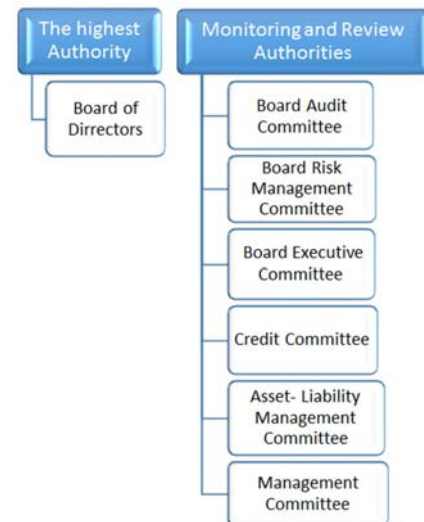 The highest
Authority
Board of
Dirrectors
Monitoring and Review
Authorities
Board Audit
Committee
Board Risk
Management
Committee
Board Executive
Committee
Credit Committee
Asset- Liability
Management
Committee
Management
Committee